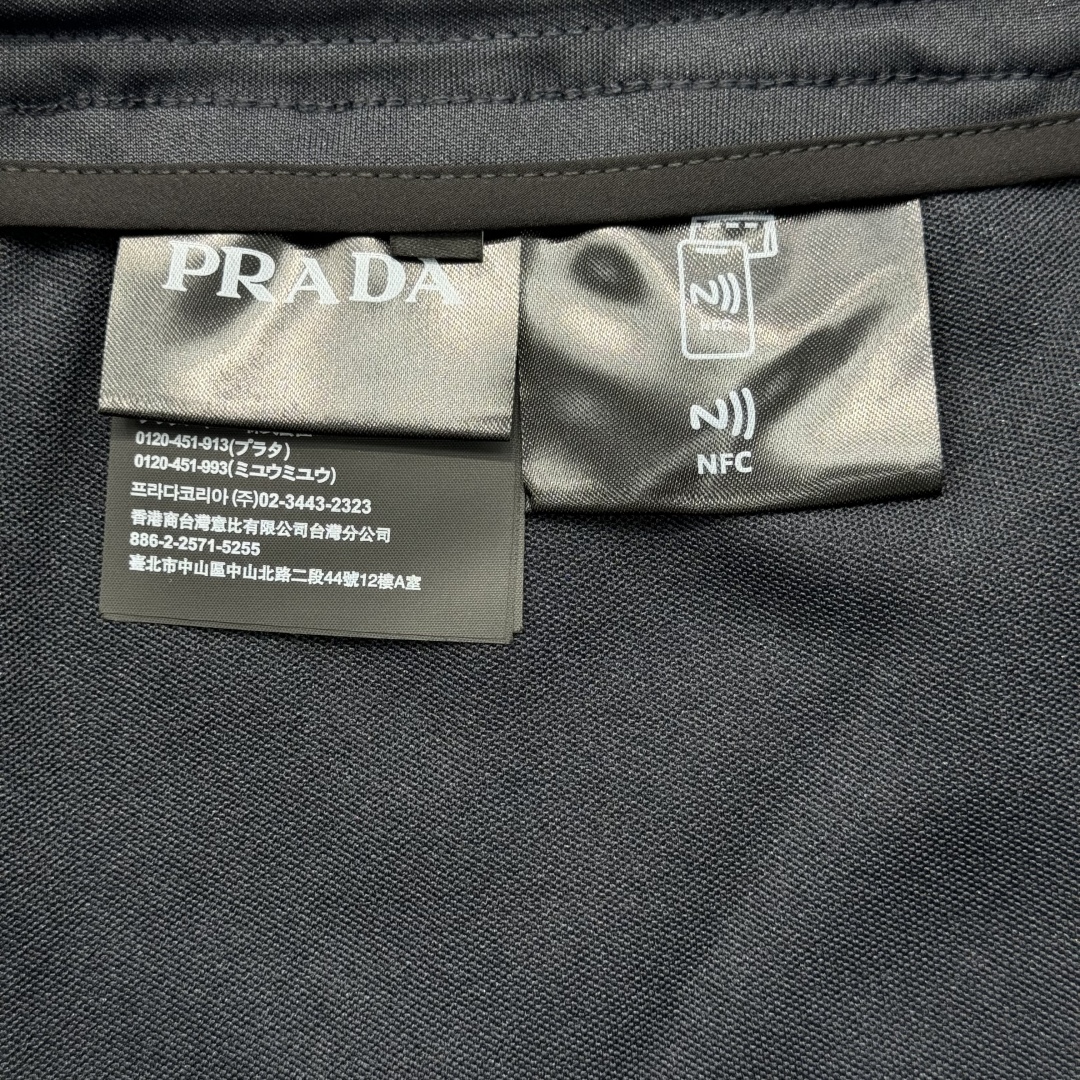 PRADA
0120-451-913(プラダ)
0120-451-993(ミュウミュウ)
프라다코리아 (주)02-3443-2323
香港商台灣意比有限公司台灣分公司
886-2-2571-5255
臺北市中山區中山北路二段44號12樓A室
NFC
NFC